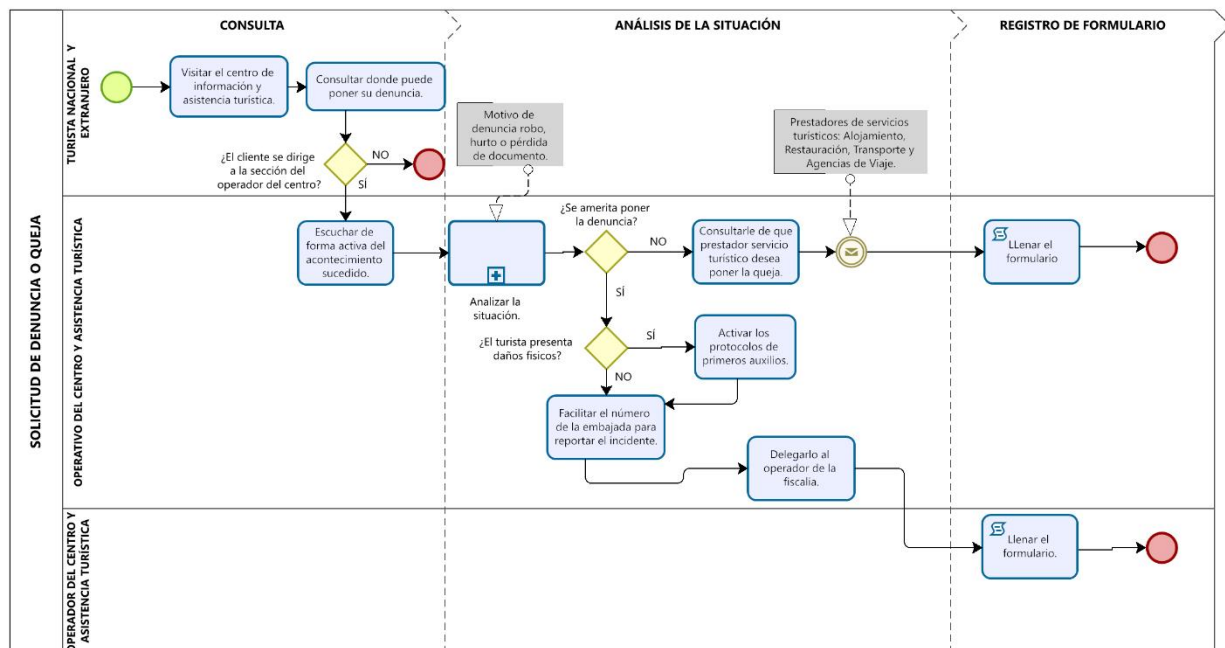 CONSULTA
ANÁLISIS DE LA SITUACIÓN
REGISTRO DE FORMULARIO
SOLICITUD DE DENUNCIA O QUEJA
TURISTA NACIONAL Y
EXTRANJERO
Visitar el centro de
información y
asistencia turística.
Consultar donde puede
poner su denuncia.
¿El cliente se dirige
a la sección del
operador del centro?
NO
SÍ
Motivo de
denuncia robo,
hurto o pérdida
de documento.
Prestadores de servicios
turísticos: Alojamiento,
Restauración, Transporte y
Agencias de Viaje.
OPERATIVO DEL CENTRO Y ASISTENCIA TURÍSTICA
Escuchar de
forma activa del
acontecimiento
sucedido.
Analizar la
situación.
¿Se amerita poner
la denuncia?
NO
SÍ
Consultarle de que
prestador servicio
turístico desea
poner la queja.
LLenar el
formulario
¿El turista presenta
daños fisicos?
SÍ
NO
Activar los
protocolos de
primeros auxilios.
Facilitar el número
de la embajada para
reportar el incidente.
Delegarlo al
operador de la
fiscalia.
OPERADOR DEL CENTRO Y
ASISTENCIA TURÍSTICA
Llenar el
formulario.